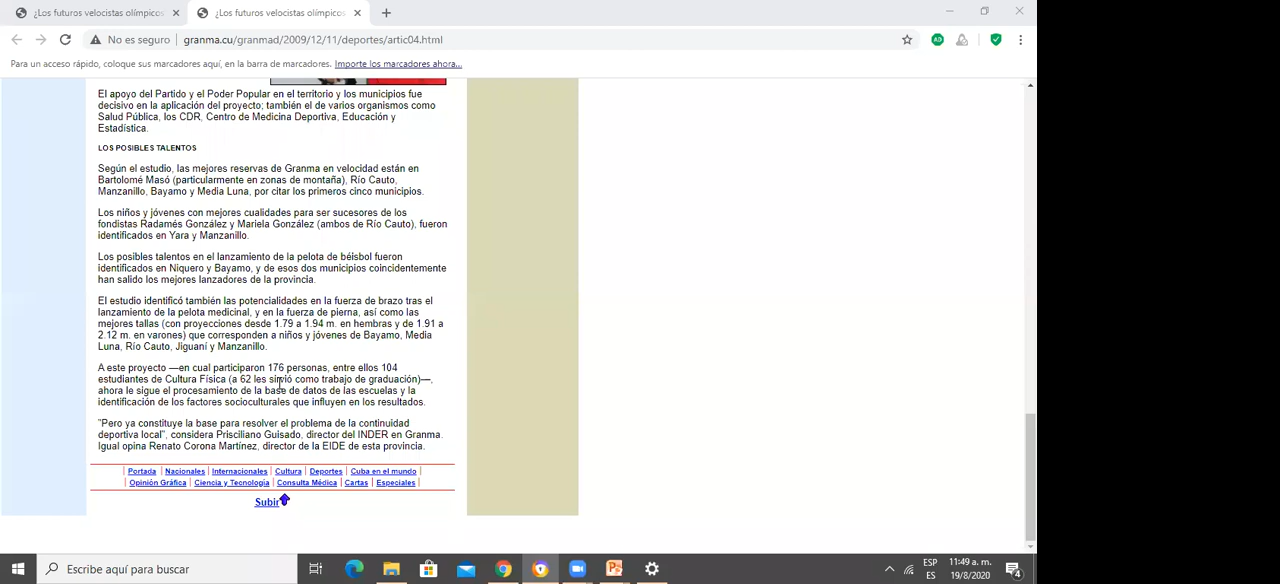 ¿Los futuros velocistas olímpicos
¿Los futuros velocistas olímpicos
No es seguro
granma.cu/granmad/2009/12/11/deportes/artic04.html
Para un acceso rápido, coloque sus marcadores aquí, en la barra de marcadores. Importe los marcadores ahora...
El apoyo del Partido y el Poder Popular en el territorio y los municipios fue
decisivo en la aplicación del proyecto; también el de varios organismos como
Salud Pública, los CDR, Centro de Medicina Deportiva, Educación y
Estadística.
LOS POSIBLES TALENTOS
Según el estudio, las mejores reservas de Granma en velocidad están en
Bartolomé Masó (particularmente en zonas de montaña), Río Cauto,
Manzanillo, Bayamo y Media Luna, por citar los primeros cinco municipios.
Los niños y jóvenes con mejores cualidades para ser sucesores de los
fondistas Radamés González y Mariela González (ambos de Río Cauto), fueron
identificados en Yara y Manzanillo.
Los posibles talentos en el lanzamiento de la pelota de béisbol fueron
identificados en Niquero y Bayamo, y de esos dos municipios coincidentemente
han salido los mejores lanzadores de la provincia.
El estudio identificó también las potencialidades en la fuerza de brazo tras el
lanzamiento de la pelota medicinal, y en la fuerza de pierna, así como las
mejores tallas (con proyecciones desde 1.79 a 1.94 m. en hembras y de 1.91 a
2.12 m. en varones) que corresponden a niños y jóvenes de Bayamo, Media
Luna, Río Cauto, Jiguaní y Manzanillo.
A este proyecto —en cual participaron 176 personas, entre ellos 104
estudiantes de Cultura Física (a 62 les sirvió como trabajo de graduación)—,
ahora le sigue el procesamiento de la base de datos de las escuelas y la
identificación de los factores socioculturales que influyen en los resultados.
"Pero ya constituye la base para resolver el problema de la continuidad
deportiva local", considera Prisciliano Guisado, director del INDER en Granma.
Igual opina Renato Corona Martínez, director de la EIDE de esta provincia.
| Portada | Nacionales | Internacionales | Cultura | Deportes | Cuba en el mundo |
| Opinión Gráfica | Ciencia y Tecnología | Consulta Médica | Cartas | Especiales |
Subir
Escribe aquí para buscar
ESP
ES
11:49 a. m.
19/8/2020
4